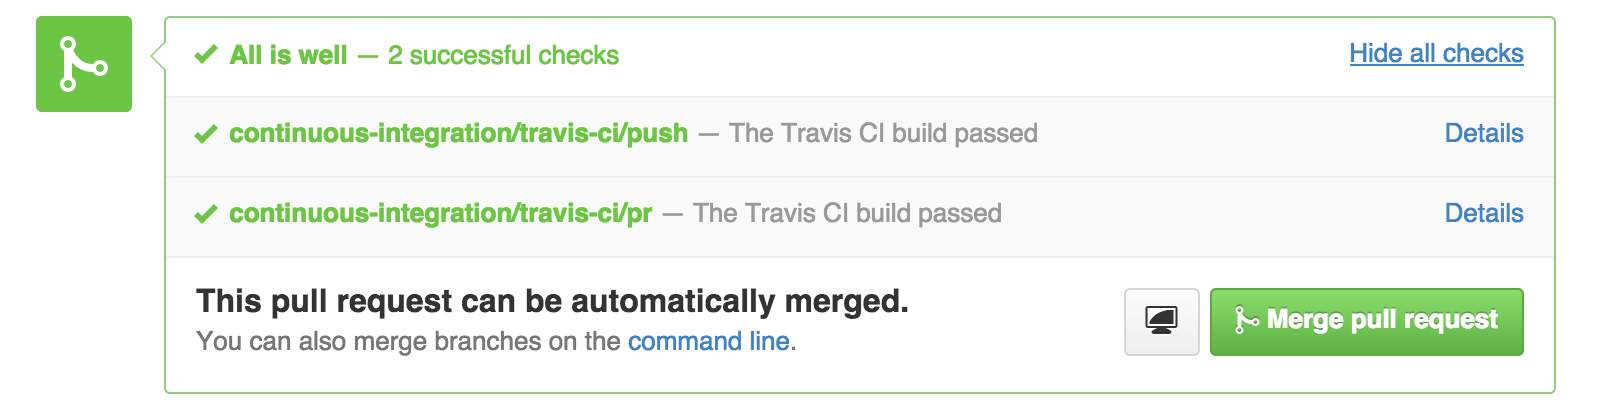 All is well — 2 successful checks
Hide all checks
continuous-integration/travis-ci/push — The Travis CI build passed
Details
continuous-integration/travis-ci/pr — The Travis CI build passed
Details
This pull request can be automatically merged.
You can also merge branches on the command line.
Merge pull request